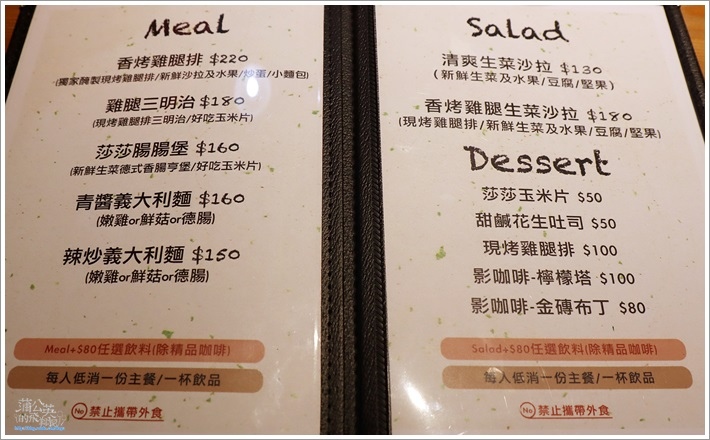 Meal
香烤雞腿排 $220
(獨家醃製現烤雞腿排/新鮮沙拉及水果/炒蛋/小麵包)
雞腿三明治 $180
(現烤雞腿排三明治/好吃玉米片)
莎莎腸腸堡 $160
(新鮮生菜德式香腸亨堡/好吃玉米片)
青醬義大利麵 $160
(嫩雞or鮮菇or德腸)
辣炒義大利麵 $150
(嫩雞or鮮菇or德腸)
Meal+$80任選飲料(除精品咖啡)
每人低消一份主餐/一杯飲品
No 禁止攜帶外食
Salad
清爽生菜沙拉 $130
(新鮮生菜及水果/豆腐/堅果)
香烤雞腿生菜沙拉 $180
(現烤雞腿排/新鮮生菜及水果/豆腐/堅果)
Dessert
莎莎玉米片 $50
甜鹹花生吐司 $50
現烤雞腿排 $100
影咖啡-檸檬塔 $100
影咖啡-金磚布丁 $80
Salad+$80任選飲料(除精品咖啡)
每人低消一份主餐/一杯飲品
No 禁止攜帶外食